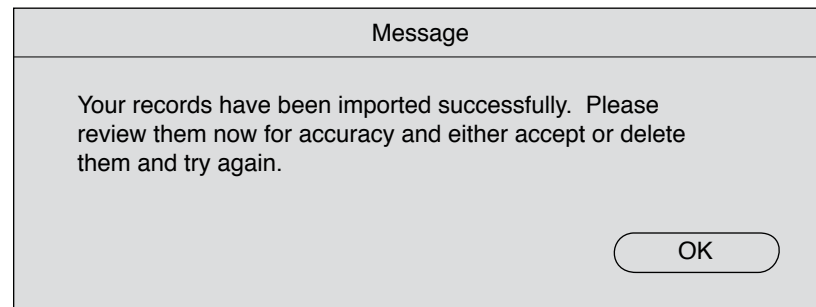 Message
Your records have been imported successfully.  Please
review them now for accuracy and either accept or delete
them and try again.
OK